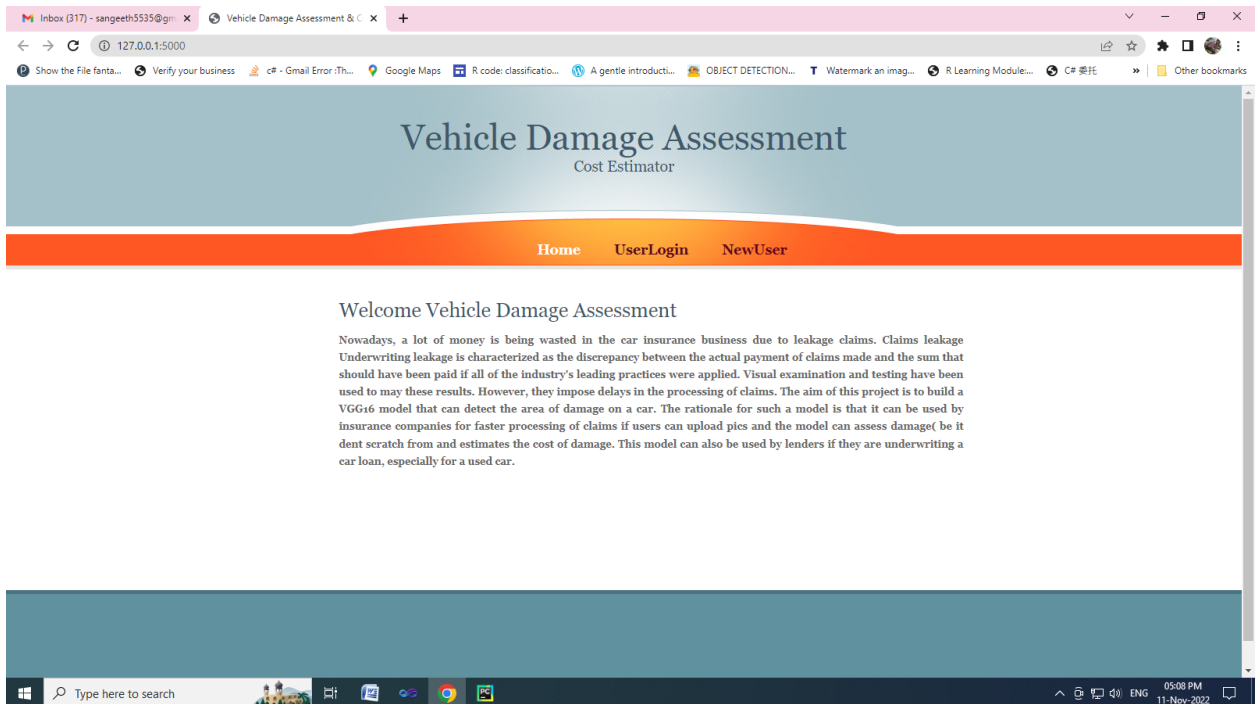 Inbox (317) - sangeeth5535@gm
Vehicle Damage Assessment & C
127.0.0.1:5000
Show the File fanta... Verify your business c# - Gmail Error :Th... Google Maps R code: classificatio... A gentle introducti... OBJECT DETECTION... Watermark an imag... R Learning Module:... C# 委托 » Other bookmarks
Vehicle Damage Assessment
Cost Estimator
Home UserLogin NewUser
Welcome Vehicle Damage Assessment
Nowadays, a lot of money is being wasted in the car insurance business due to leakage claims. Claims leakage
Underwriting leakage is characterized as the discrepancy between the actual payment of claims made and the sum that
should have been paid if all of the industry's leading practices were applied. Visual examination and testing have been
used to may these results. However, they impose delays in the processing of claims. The aim of this project is to build a
VGG16 model that can detect the area of damage on a car. The rationale for such a model is that it can be used by
insurance companies for faster processing of claims if users can upload pics and the model can assess damage( be it
dent scratch from and estimates the cost of damage. This model can also be used by lenders if they are underwriting a
car loan, especially for a used car.
Type here to search
ENG
05:08 PM
11-Nov-2022